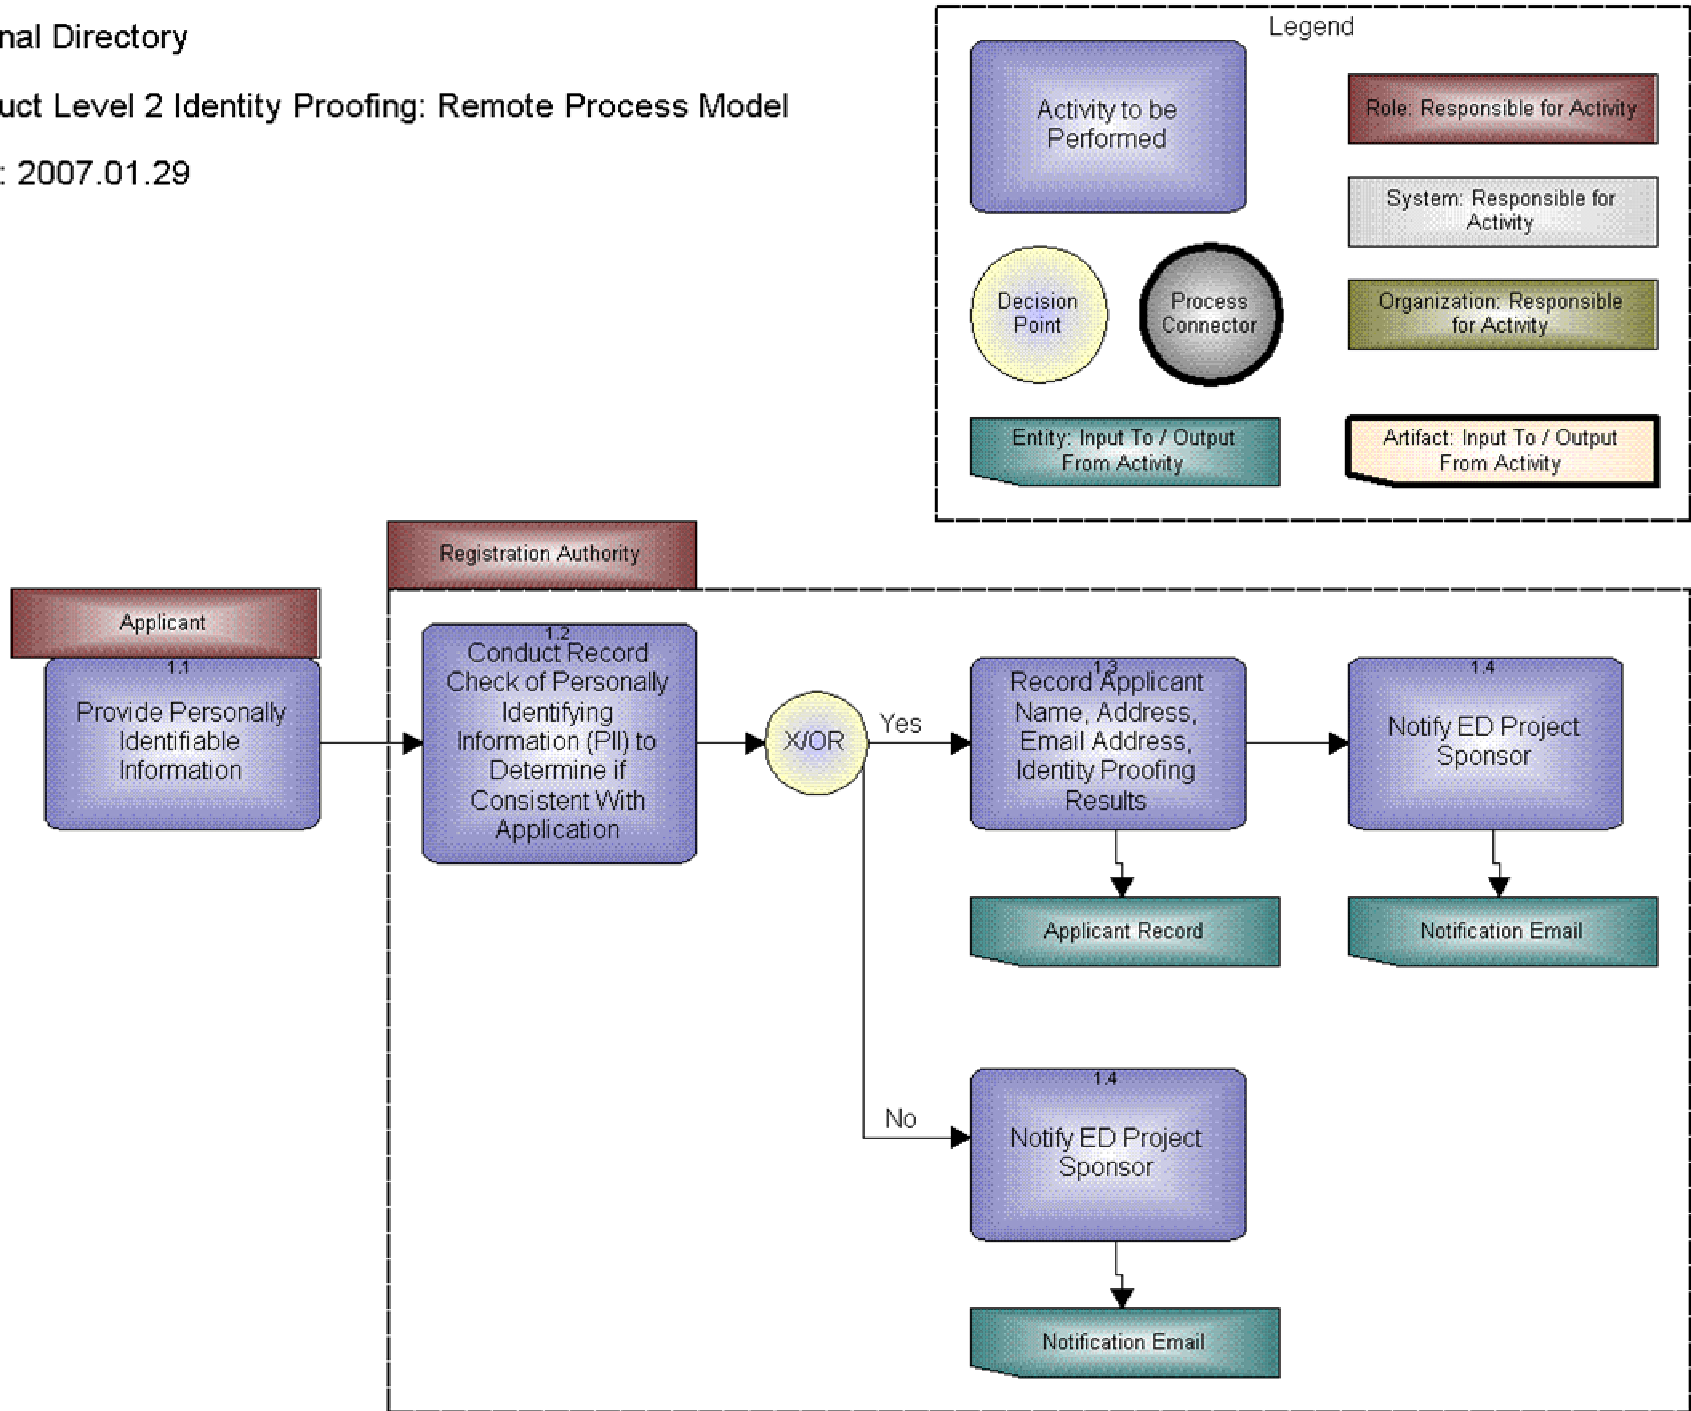 nal Directory
uct Level 2 Identity Proofing: Remote Process Model
: 2007.01.29
Legend
Activity to be
Performed
Role: Responsible for Activity
System: Responsible for
Activity
Decision
Point
Process
Connector
Organization: Responsible
for Activity
Entity: Input To / Output
From Activity
Artifact: Input To / Output
From Activity
Registration Authority
Applicant
1.1
Provide Personally
Identifiable
Information
1.2
Conduct Record
Check of Personally
Identifying
Information (PII) to
Determine if
Consistent With
Application
X/OR
Yes
1.3
Record Applicant
Name, Address,
Email Address,
Identity Proofing
Results
1.4
Notify ED Project
Sponsor
Applicant Record
Notification Email
No
1.4
Notify ED Project
Sponsor
Notification Email